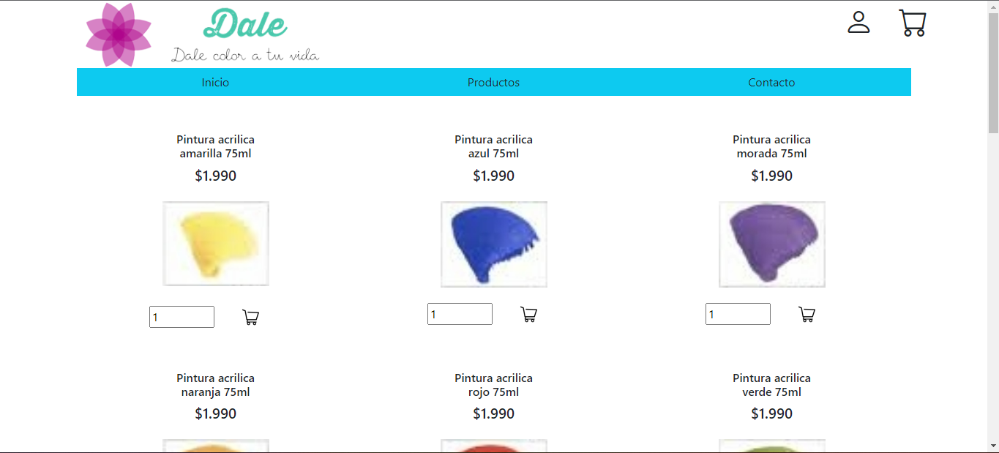 Dale
Dale color a tu vida
Inicio Productos Contacto
Pintura acrilica
amarilla 75ml
$1.990
1
Pintura acrilica
azul 75ml
$1.990
1
Pintura acrilica
morada 75ml
$1.990
1
Pintura acrilica
naranja 75ml
$1.990
Pintura acrilica
rojo 75ml
$1.990
Pintura acrilica
verde 75ml
$1.990